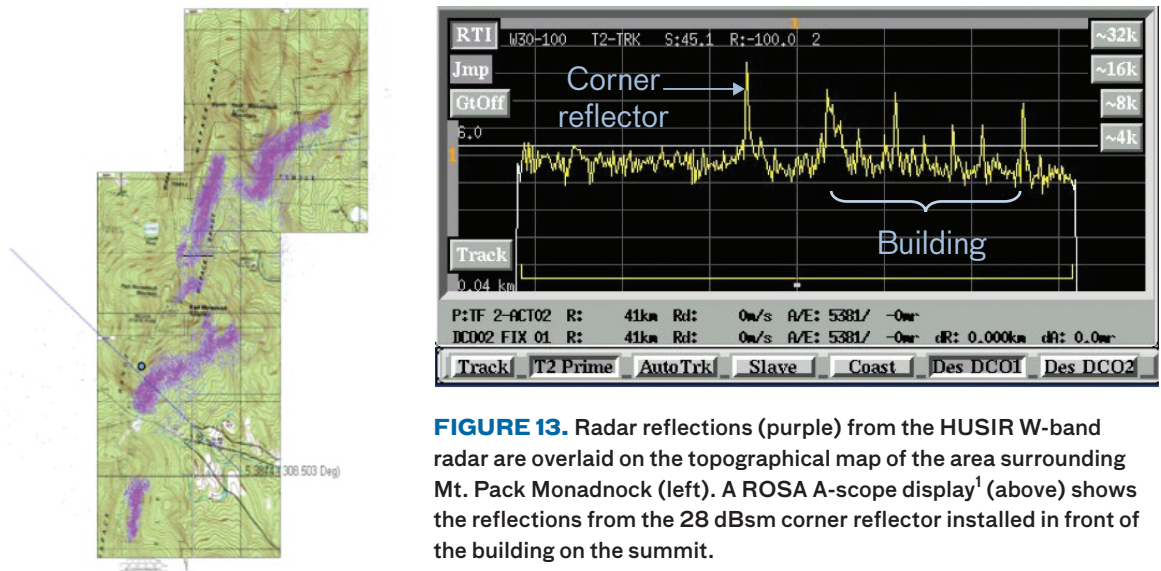 RTI W30-100 T2-TRK S:45.1 R:-100.0 2
1
~32k
Jmp
~16k
GtOff
~8k
6.0
~4k
1
Corner
reflector
Building
Track
0.04 km
P:TF 2-ACT02 R: 41km Rd: 0m/s A/E: 5381/ -0mr
DCO02 FIX 01 R: 41km Rd: 0m/s A/E: 5381/ -0mr dR: 0.000km dA: 0.0mr
Track T2 Prime AutoTrk Slave Coast Des DCO1 Des DCO2
308.503 Deg)
FIGURE 13. Radar reflections (purple) from the HUSIR W-band
radar are overlaid on the topographical map of the area surrounding
Mt. Pack Monadnock (left). A ROSA A-scope display¹ (above) shows
the reflections from the 28 dBsm corner reflector installed in front of
the building on the summit.